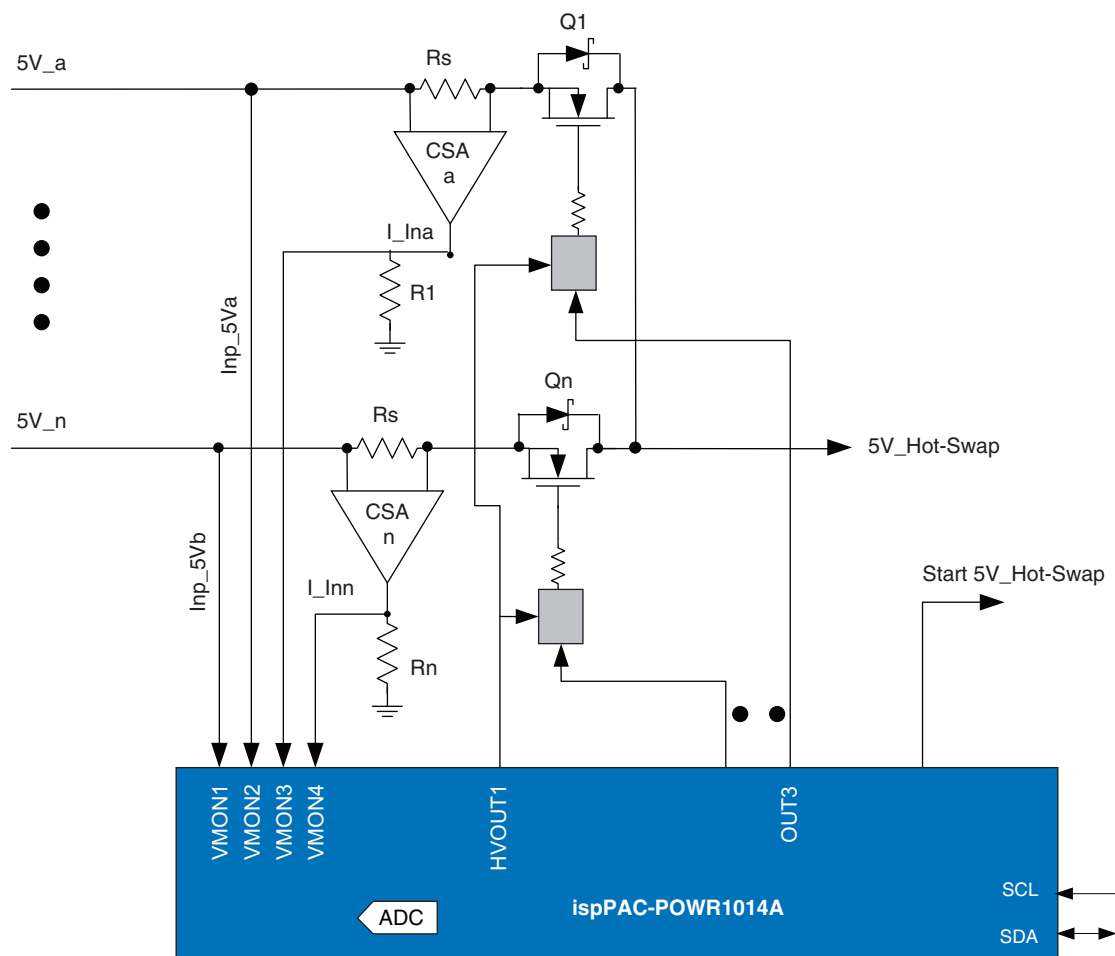 Q1
5V_a
Rs
CSA
a
I_Ina
R1
Inp_5Va
Qn
5V_n
Rs
5V_Hot-Swap
CSA
n
Inp_5Vb
I_Inn
Start 5V_Hot-Swap
Rn
VMON1
VMON2
VMON3
VMON4
HVOUT1
OUT3
SCL
ispPAC-POWR1014A
ADC
SDA